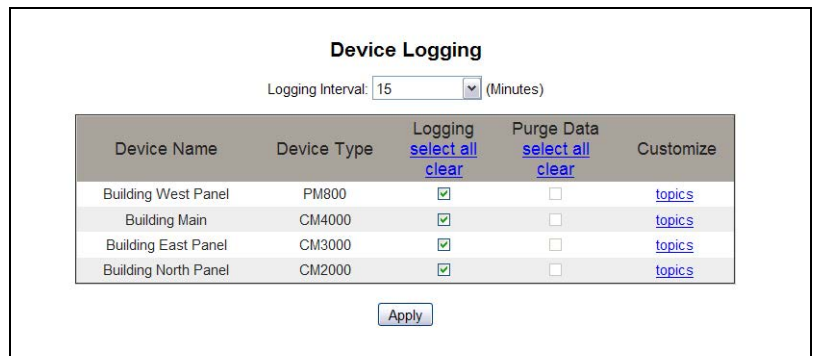 Device Logging
Logging Interval: 15 (Minutes)
Device Name Device Type Logging select all clear Purge Data select all clear Customize
Building West Panel PM800 topics
Building Main CM4000 topics
Building East Panel CM3000 topics
Building North Panel CM2000 topics
Apply